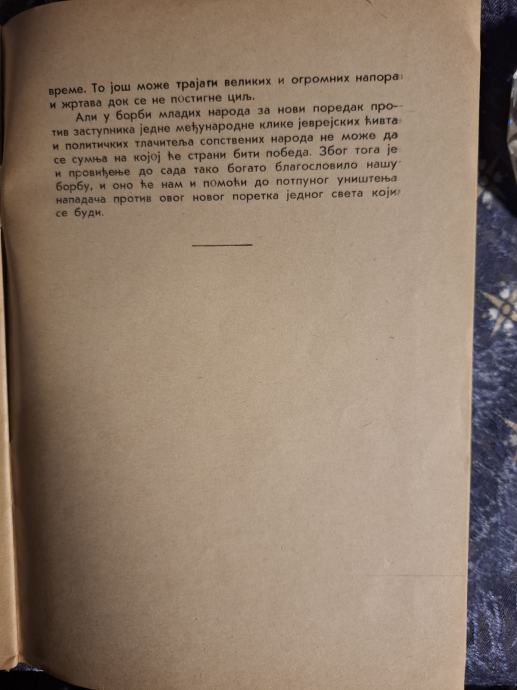 време. То још може трајати великих и огромних напора
и жртава док се не постигне циљ.
Али у борби младих народа за нови поредак про-
тив заступника једне међународне клике јеврејских ћивта
и политичких тлачитеља сопствених народа не може да
се сумња на којој ће страни бити победа. Због тога је
и провиђење до сада тако богато благословило нашу
борбу, и оно ће нам и помоћи до потпуног уништења
нападача против овог новог поретка једног света који
се буди.